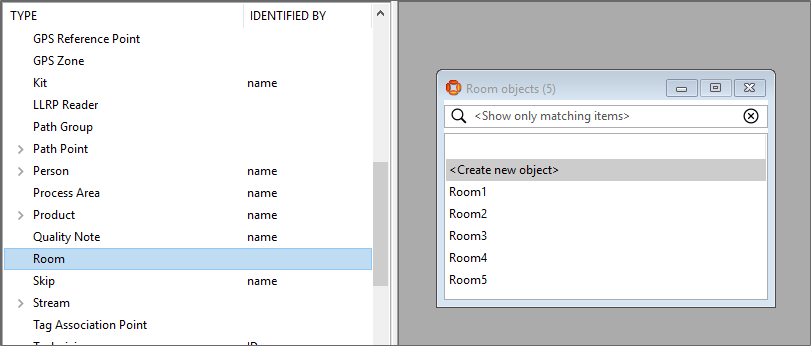 TYPE IDENTIFIED BY
GPS Reference Point
GPS Zone
Kit name
LLRP Reader
Path Group
Path Point
Person name
Process Area name
Product name
Quality Note name
Room
Skip name
Stream
Tag Association Point
Room objects (5)
<Show only matching items>
<Create new object>
Room1
Room2
Room3
Room4
Room5